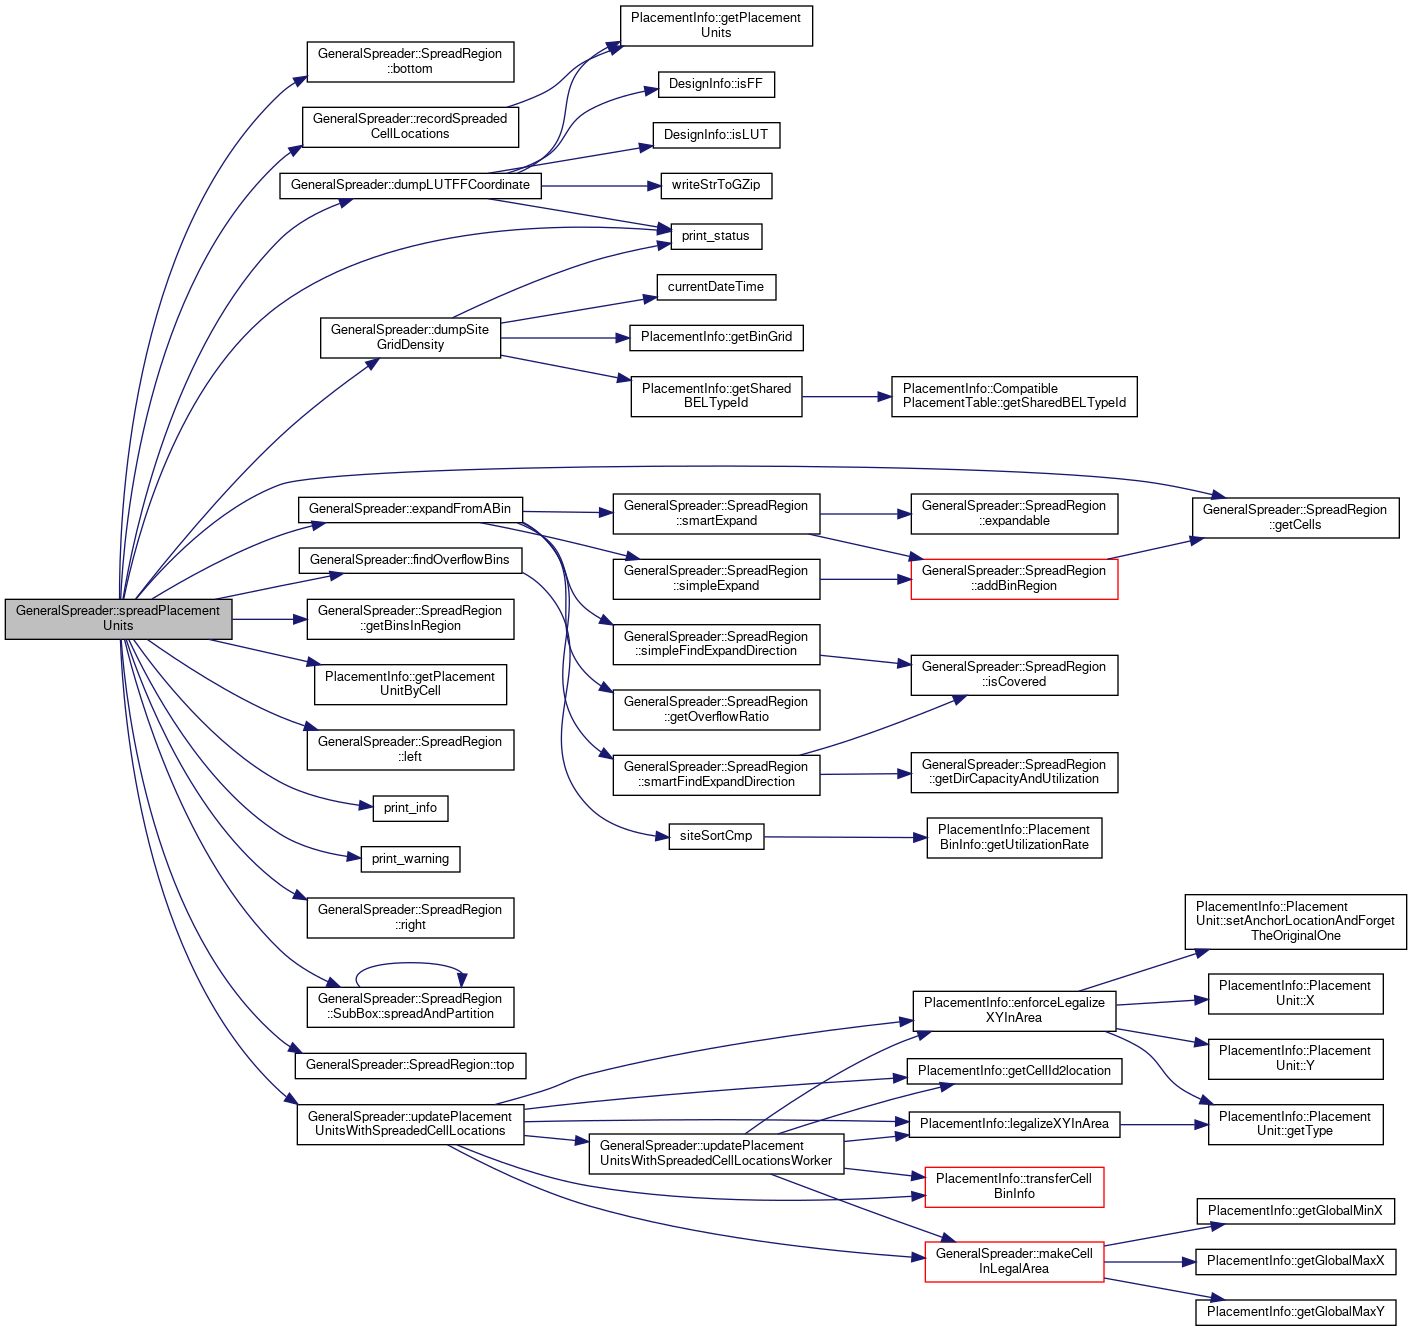 PlacementInfo::getPlacement
Units
GeneralSpreader::SpreadRegion
::bottom
DesignInfo::isFF
GeneralSpreader::recordSpreaded
CellLocations
DesignInfo::isLUT
GeneralSpreader::dumpLUTFFCoordinate
writeStrToGZip
print_status
currentDateTime
GeneralSpreader::dumpSite
GridDensity
PlacementInfo::getBinGrid
PlacementInfo::getShared
BELTypeId
PlacementInfo::Compatible
PlacementTable::getSharedBELTypeId
GeneralSpreader::expandFromABin
GeneralSpreader::SpreadRegion
::smartExpand
GeneralSpreader::SpreadRegion
::expandable
GeneralSpreader::SpreadRegion
::getCells
GeneralSpreader::findOverflowBins
GeneralSpreader::SpreadRegion
::simpleExpand
GeneralSpreader::SpreadRegion
::addBinRegion
GeneralSpreader::spreadPlacement
Units
GeneralSpreader::SpreadRegion
::getBinsInRegion
GeneralSpreader::SpreadRegion
::simpleFindExpandDirection
GeneralSpreader::SpreadRegion
::isCovered
PlacementInfo::getPlacement
UnitByCell
GeneralSpreader::SpreadRegion
::getOverflowRatio
GeneralSpreader::SpreadRegion
::left
GeneralSpreader::SpreadRegion
::smartFindExpandDirection
GeneralSpreader::SpreadRegion
::getDirCapacityAndUtilization
print_info
siteSortCmp
PlacementInfo::Placement
BinInfo::getUtilizationRate
print_warning
GeneralSpreader::SpreadRegion
::right
PlacementInfo::Placement
Unit::setAnchorLocationAndForget
TheOriginalOne
GeneralSpreader::SpreadRegion
::SubBox::spreadAndPartition
PlacementInfo::enforceLegalize
XYInArea
PlacementInfo::Placement
Unit::X
GeneralSpreader::SpreadRegion::top
PlacementInfo::getCellId2location
PlacementInfo::Placement
Unit::Y
GeneralSpreader::updatePlacement
UnitsWithSpreadedCellLocations
PlacementInfo::legalizeXYInArea
PlacementInfo::Placement
Unit::getType
GeneralSpreader::updatePlacement
UnitsWithSpreadedCellLocationsWorker
PlacementInfo::transferCell
BinInfo
PlacementInfo::getGlobalMinX
GeneralSpreader::makeCell
InLegalArea
PlacementInfo::getGlobalMaxX
PlacementInfo::getGlobalMaxY